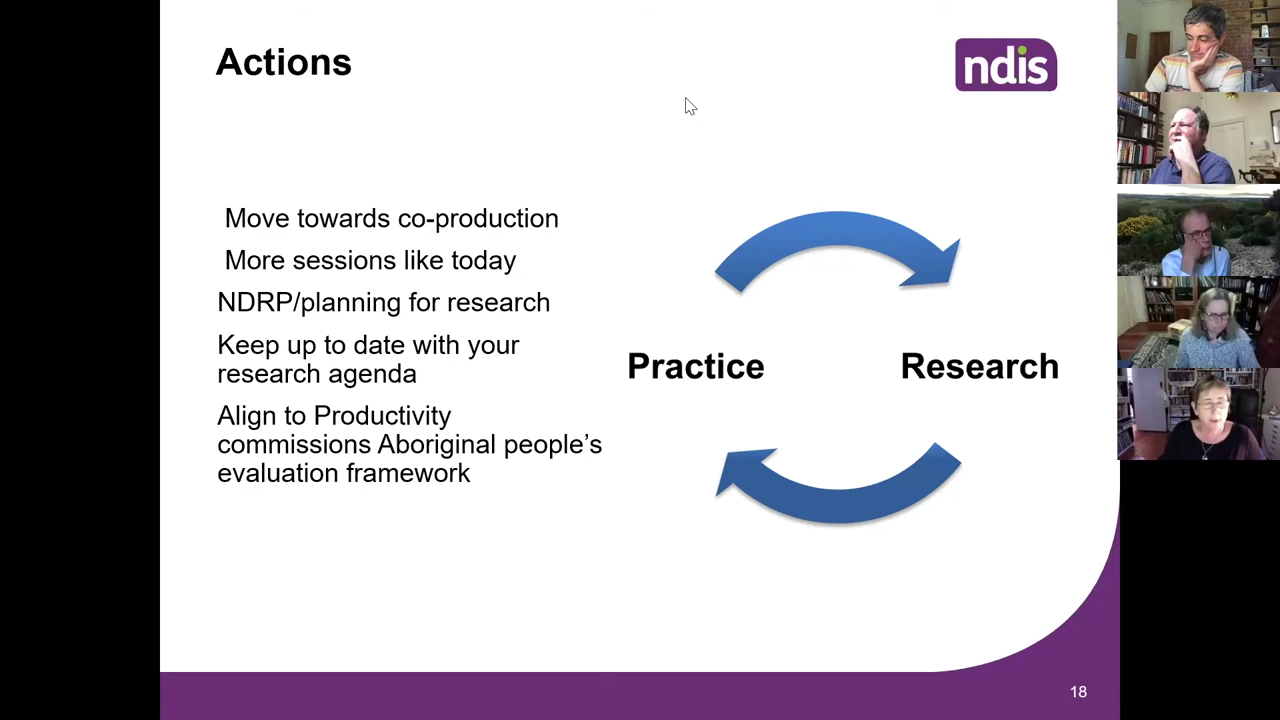 Actions
ndis
Move towards co-production
More sessions like today
NDRP/planning for research
Keep up to date with your
research agenda
Align to Productivity
commissions Aboriginal people’s
evaluation framework
Practice
Research
18